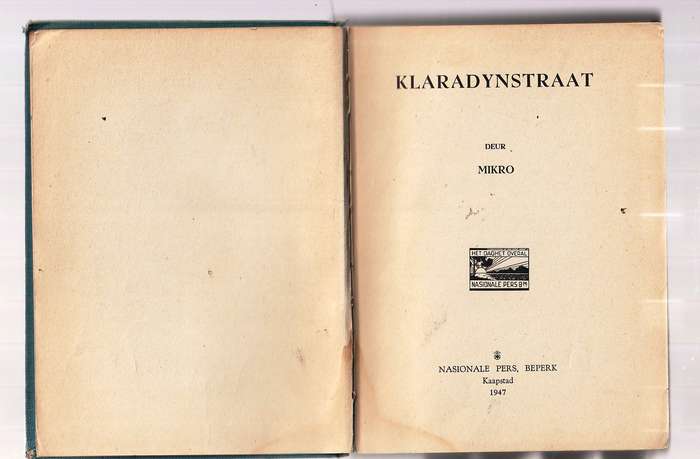 KLARADYNSTRAAT
DEUR
MIKRO
HET DAGHET OVERAL
NASIONALE PERS BPK
NASIONALE PERS, BEPERK
Kaapstad
1947